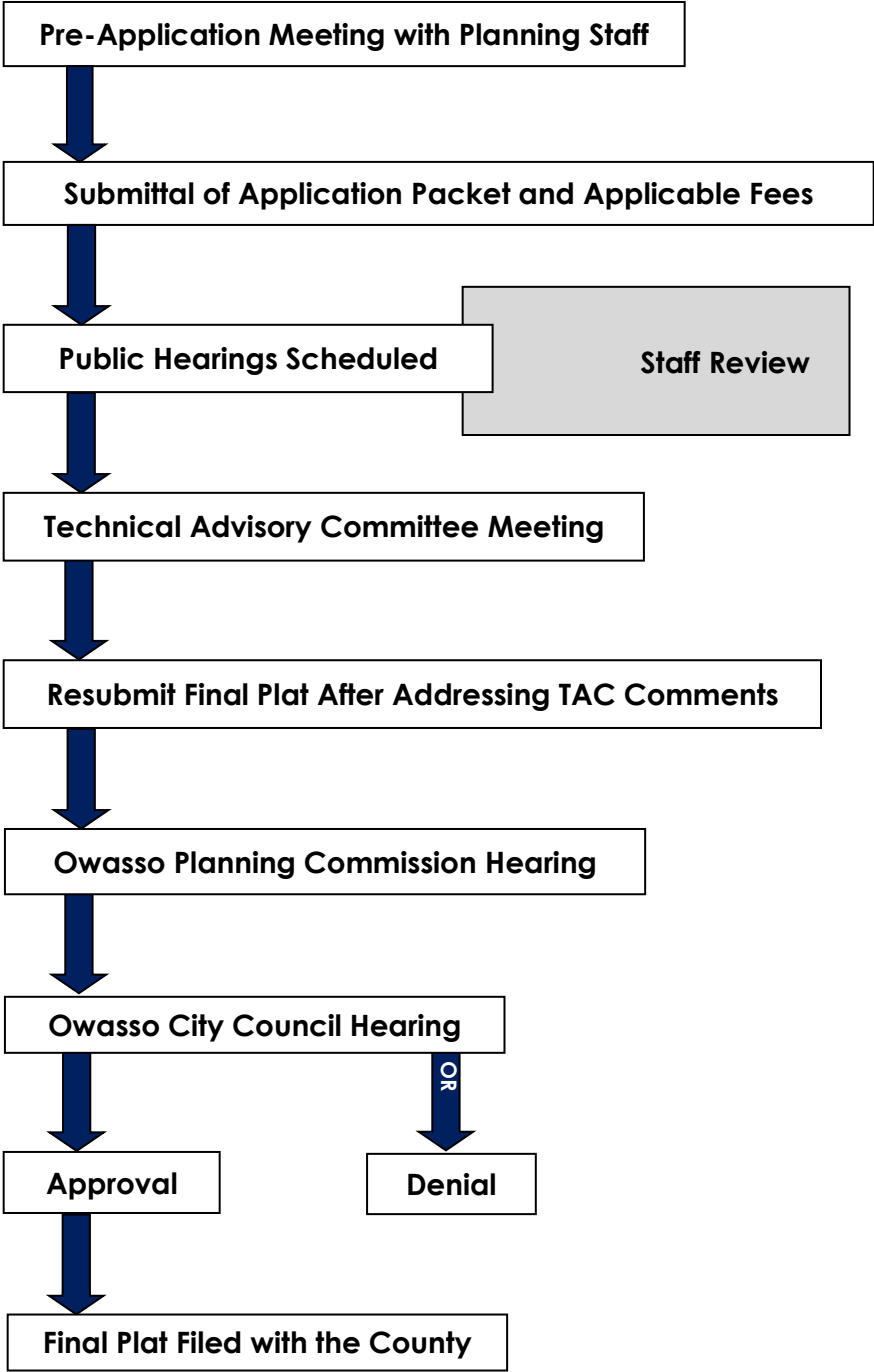 Pre-Application Meeting with Planning Staff
Submittal of Application Packet and Applicable Fees
Public Hearings Scheduled
Staff Review
Technical Advisory Committee Meeting
Resubmit Final Plat After Addressing TAC Comments
Owasso Planning Commission Hearing
Owasso City Council Hearing
OR
Approval
Denial
Final Plat Filed with the County